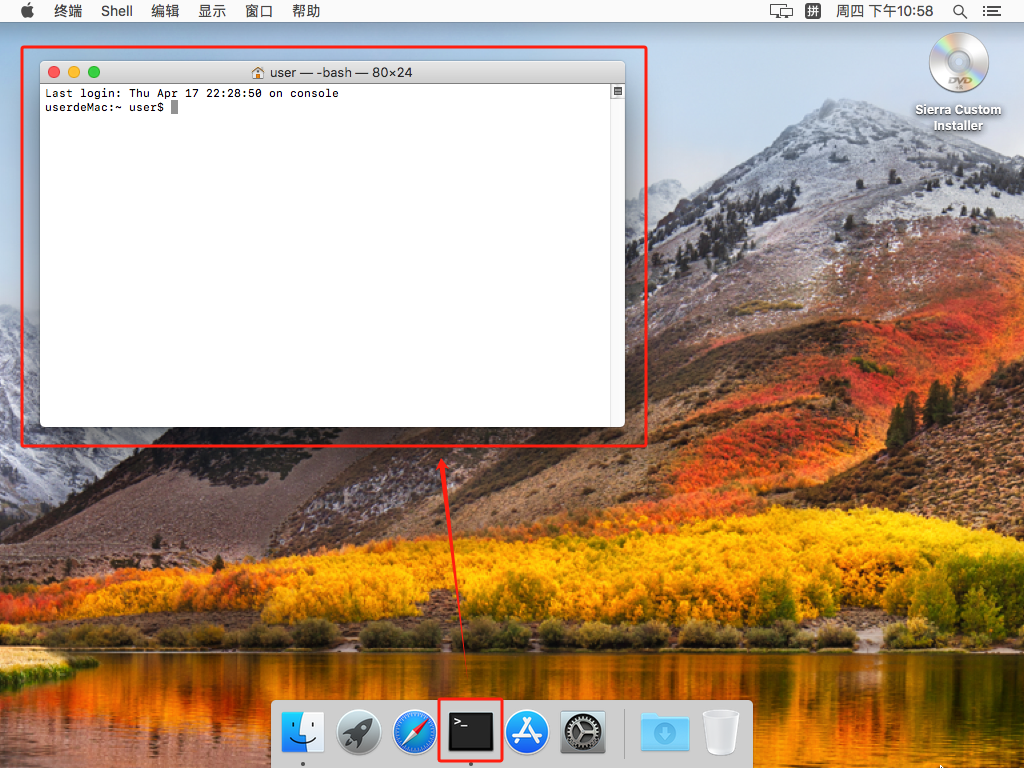 终端 Shell 编辑 显示 窗口 帮助 拼 周四 下午10:58
user — -bash — 80×24
Last login: Thu Apr 17 22:28:50 on console
userdeMac:~ user$
DVD
Sierra Custom
Installer
>_